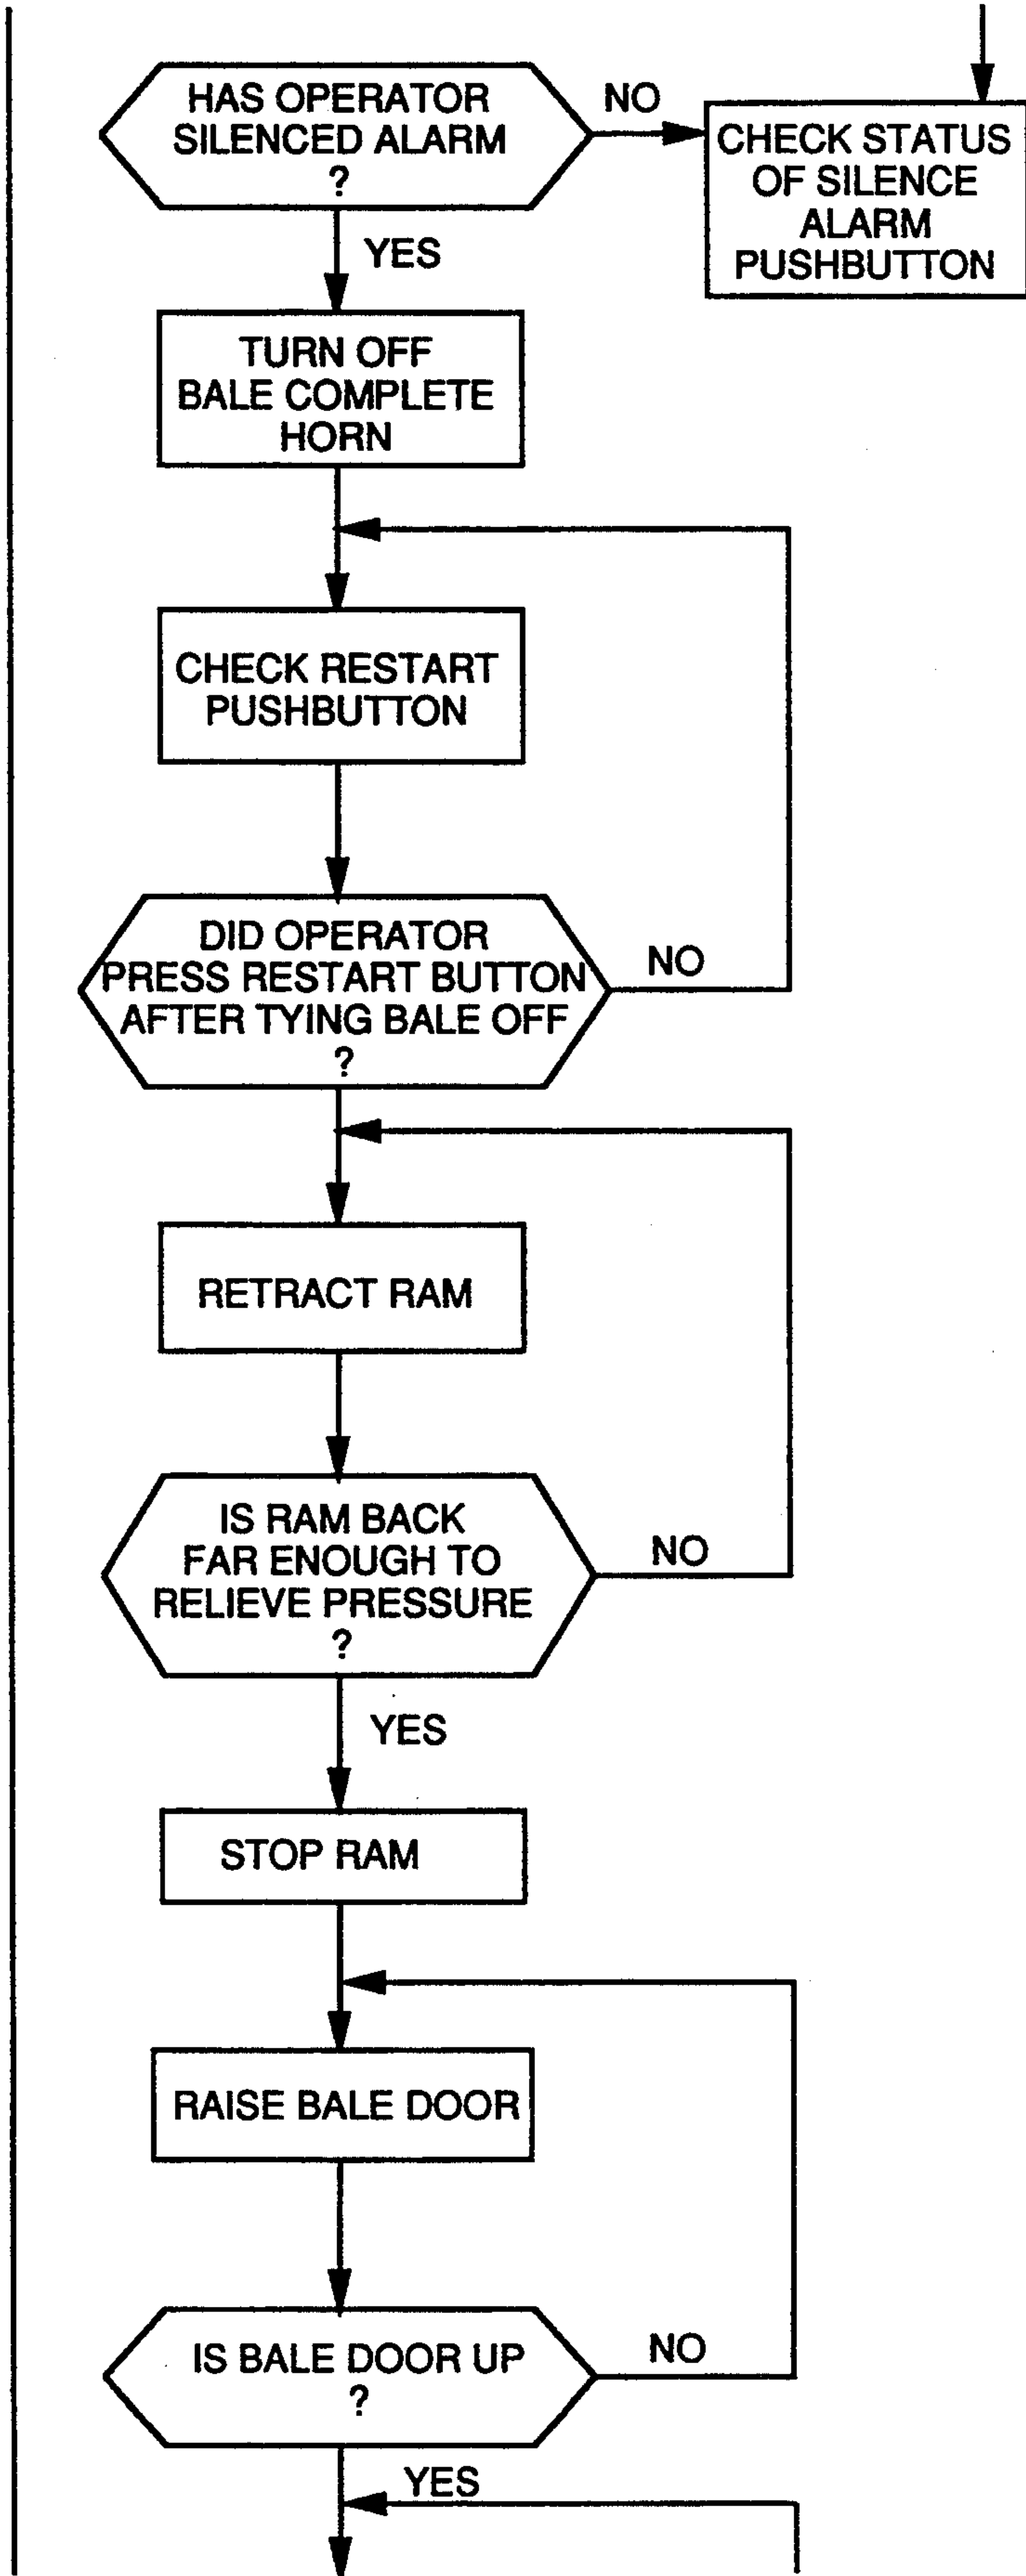 HAS OPERATOR
SILENCED ALARM
?
NO
CHECK STATUS
OF SILENCE
ALARM
PUSHBUTTON
YES
TURN OFF
BALE COMPLETE
HORN
CHECK RESTART
PUSHBUTTON
DID OPERATOR
PRESS RESTART BUTTON
AFTER TYING BALE OFF
?
NO
RETRACT RAM
IS RAM BACK
FAR ENOUGH TO
RELIEVE PRESSURE
?
NO
YES
STOP RAM
RAISE BALE DOOR
IS BALE DOOR UP
?
NO
YES